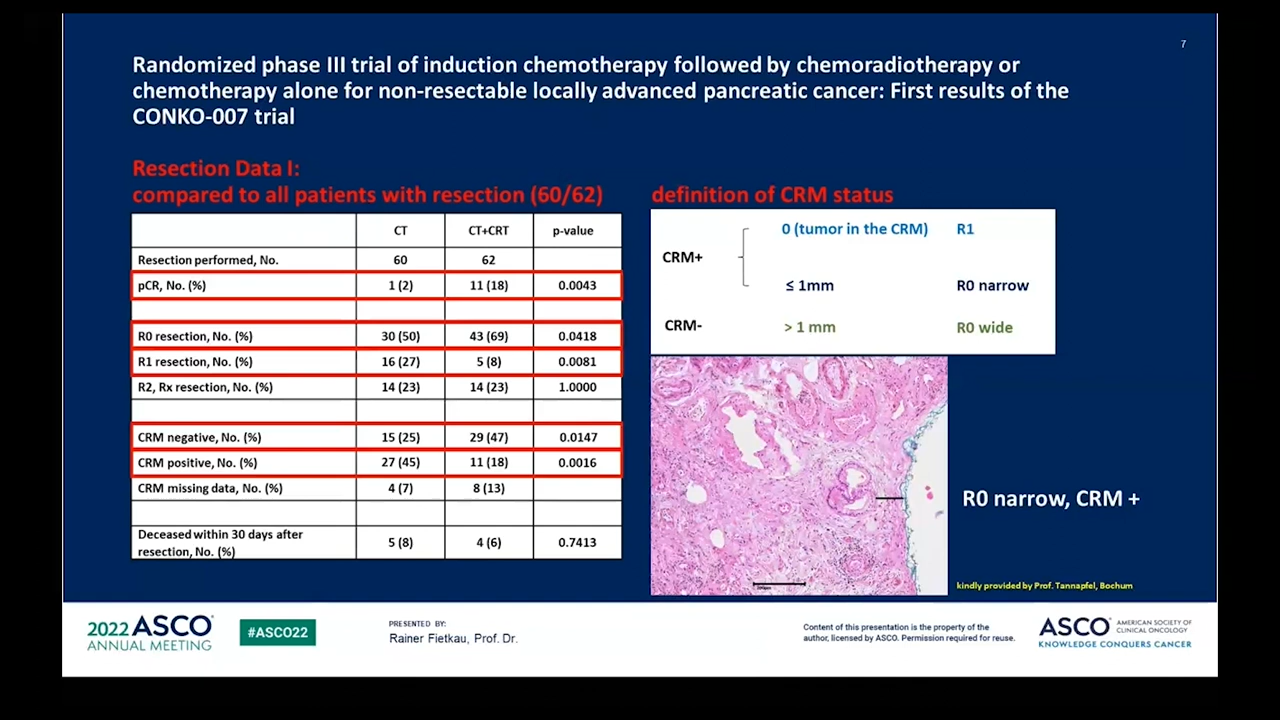 7
Randomized phase III trial of induction chemotherapy followed by chemoradiotherapy or
chemotherapy alone for non-resectable locally advanced pancreatic cancer: First results of the
CONKO-007 trial
Resection Data I:
compared to all patients with resection (60/62)
CT CT+CRT p-value
Resection performed, No. 60 62
pCR, No. (%) 1 (2) 11 (18) 0.0043
R0 resection, No. (%) 30 (50) 43 (69) 0.0418
R1 resection, No. (%) 16 (27) 5 (8) 0.0081
R2, Rx resection, No. (%) 14 (23) 14 (23) 1.0000
CRM negative, No. (%) 15 (25) 29 (47) 0.0147
CRM positive, No. (%) 27 (45) 11 (18) 0.0016
CRM missing data, No. (%) 4 (7) 8 (13)
Deceased within 30 days after
resection, No. (%) 5 (8) 4 (6) 0.7413
definition of CRM status
0 (tumor in the CRM) R1
CRM+
≤ 1mm R0 narrow
CRM- > 1 mm R0 wide
R0 narrow, CRM +
kindly provided by Prof. Tannapfel, Bochum
2022 ASCO
ANNUAL MEETING
#ASCO22
PRESENTED BY:
Rainer Fietkau, Prof. Dr.
Content of this presentation is the property of the
author, licensed by ASCO. Permission required for reuse.
ASCO AMERICAN SOCIETY OF
CLINICAL ONCOLOGY
KNOWLEDGE CONQUERS CANCER